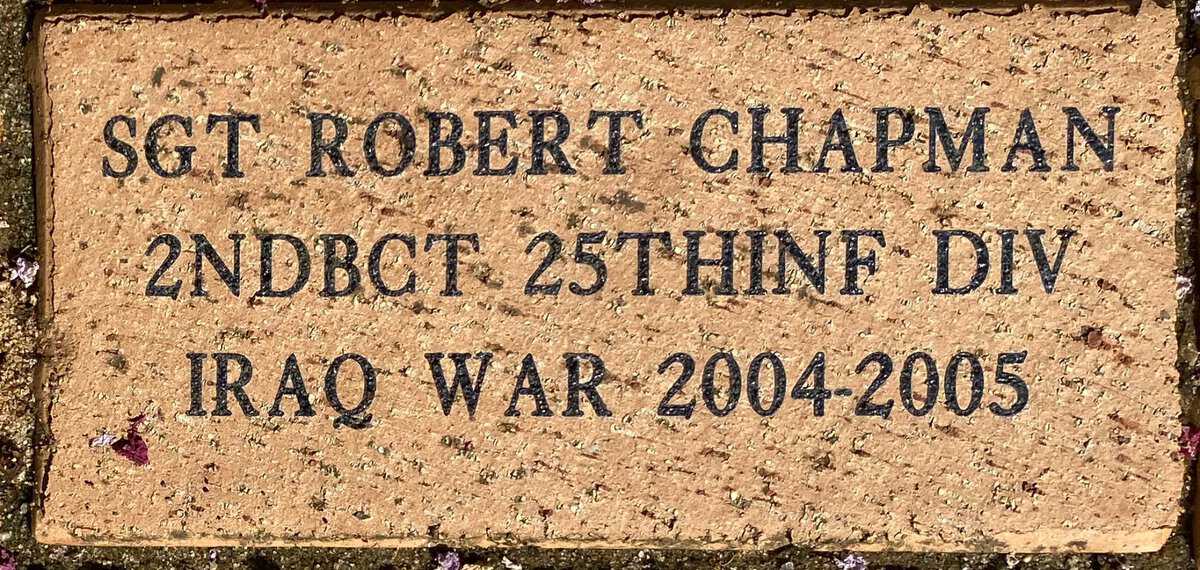 SGT ROBERT CHAPMAN
2NDBCT 25THINF DIV
IRAQ WAR 2004-2005